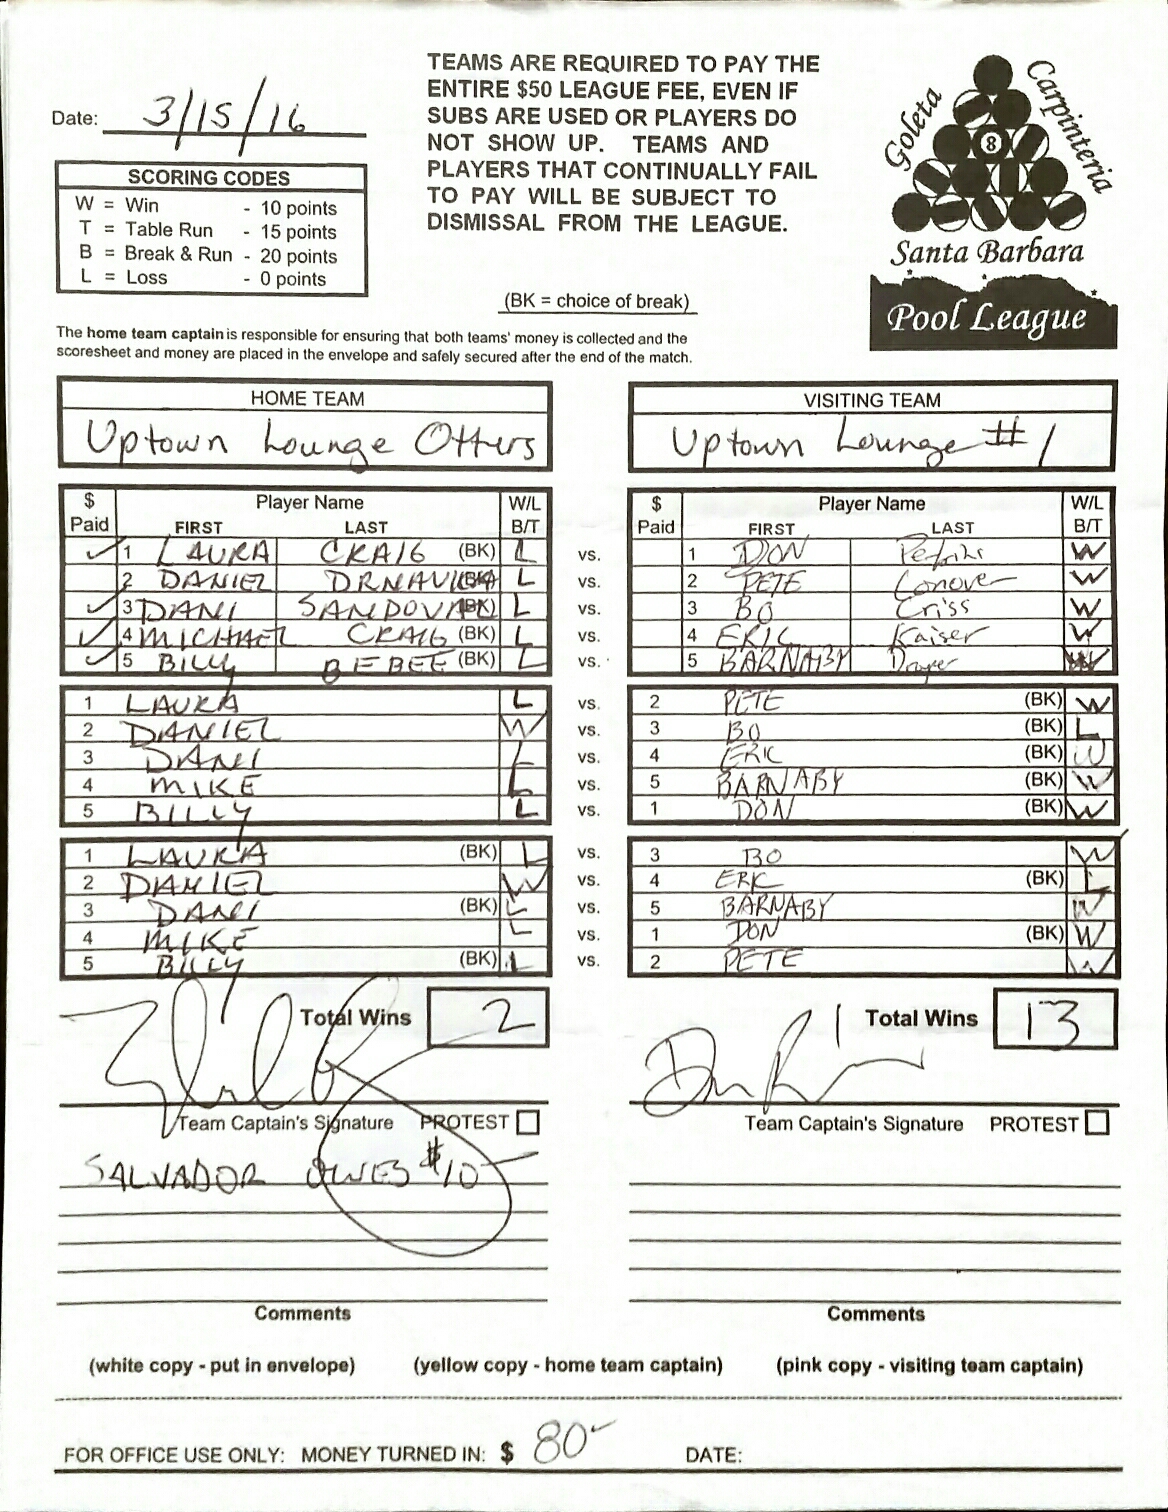 Date: 3/15/16
TEAMS ARE REQUIRED TO PAY THE
ENTIRE $50 LEAGUE FEE, EVEN IF
SUBS ARE USED OR PLAYERS DO
NOT SHOW UP. TEAMS AND
PLAYERS THAT CONTINUALLY FAIL
TO PAY WILL BE SUBJECT TO
DISMISSAL FROM THE LEAGUE.
Goleta
Carpinteria
8
Santa Barbara
Pool League
SCORING CODES
W = Win - 10 points
T = Table Run - 15 points
B = Break & Run - 20 points
L = Loss - 0 points
(BK = choice of break)
The home team captain is responsible for ensuring that both teams' money is collected and the
scoresheet and money are placed in the envelope and safely secured after the end of the match.
HOME TEAM
Uptown Lounge Otters
VISITING TEAM
Uptown Lounge #1
$ Player Name W/L
Paid FIRST LAST B/T
$ Player Name W/L
Paid FIRST LAST B/T
✓ 1 LAURA CRAIG (BK) L vs. 1 DON W
2 DANIEL (BK) L vs. 2 PETE Conover W
✓ 3 DANI SANDOVAL (BK) L vs. 3 BO Criss W
✓ 4 MICHAEL CRAIG (BK) L vs. 4 ERIC Kaiser W
✓ 5 BILLY BEBEE (BK) L vs. 5 BARNABY Draper W
1 LAURA L vs. 2 PETE (BK) W
2 DANIEL W vs. 3 BO (BK) L
3 DANI L vs. 4 ERIC (BK) W
4 MIKE L vs. 5 BARNABY (BK) W
5 BILLY L vs. 1 DON (BK) W
1 LAURA (BK) L vs. 3 BO W
2 DANIEL W vs. 4 ERIC (BK) L
3 DANI (BK) L vs. 5 BARNABY W
4 MIKE L vs. 1 DON (BK) W
5 BILLY (BK) L vs. 2 PETE W
Total Wins 2
Total Wins 13
Team Captain's Signature PROTEST
Team Captain's Signature PROTEST
SALVADOR OWES $10-
Comments
Comments
(white copy - put in envelope) (yellow copy - home team captain) (pink copy - visiting team captain)
FOR OFFICE USE ONLY: MONEY TURNED IN: $ 80- DATE: